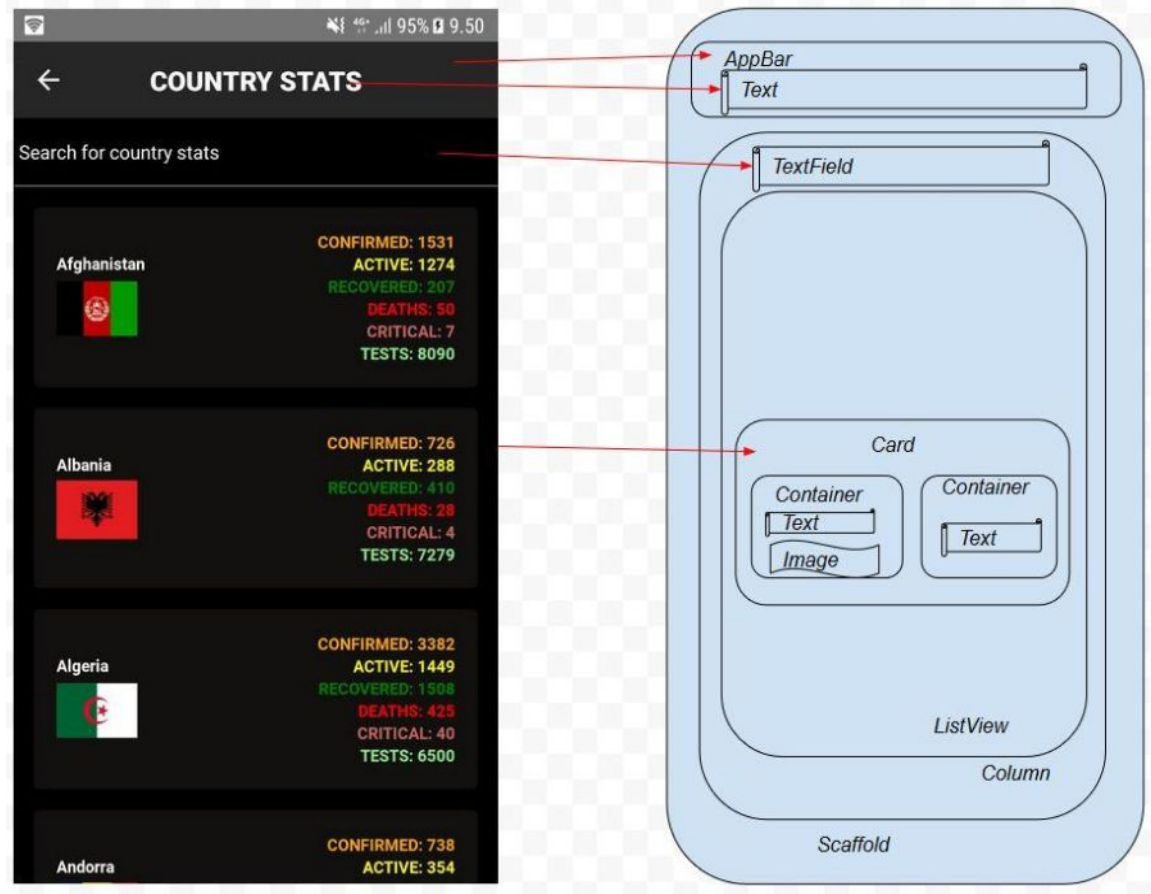 4G+ 95% 9.50
COUNTRY STATS
Search for country stats
CONFIRMED: 1531
Afghanistan
ACTIVE: 1274
RECOVERED: 207
DEATHS: 50
CRITICAL: 7
TESTS: 8090
CONFIRMED: 726
Albania
ACTIVE: 288
RECOVERED: 410
DEATHS: 28
CRITICAL: 4
TESTS: 7279
CONFIRMED: 3382
Algeria
ACTIVE: 1449
RECOVERED: 1508
DEATHS: 425
CRITICAL: 40
TESTS: 6500
CONFIRMED: 738
Andorra
ACTIVE: 354
AppBar
Text
TextField
Card
Container
Text
Image
Container
Text
ListView
Column
Scaffold